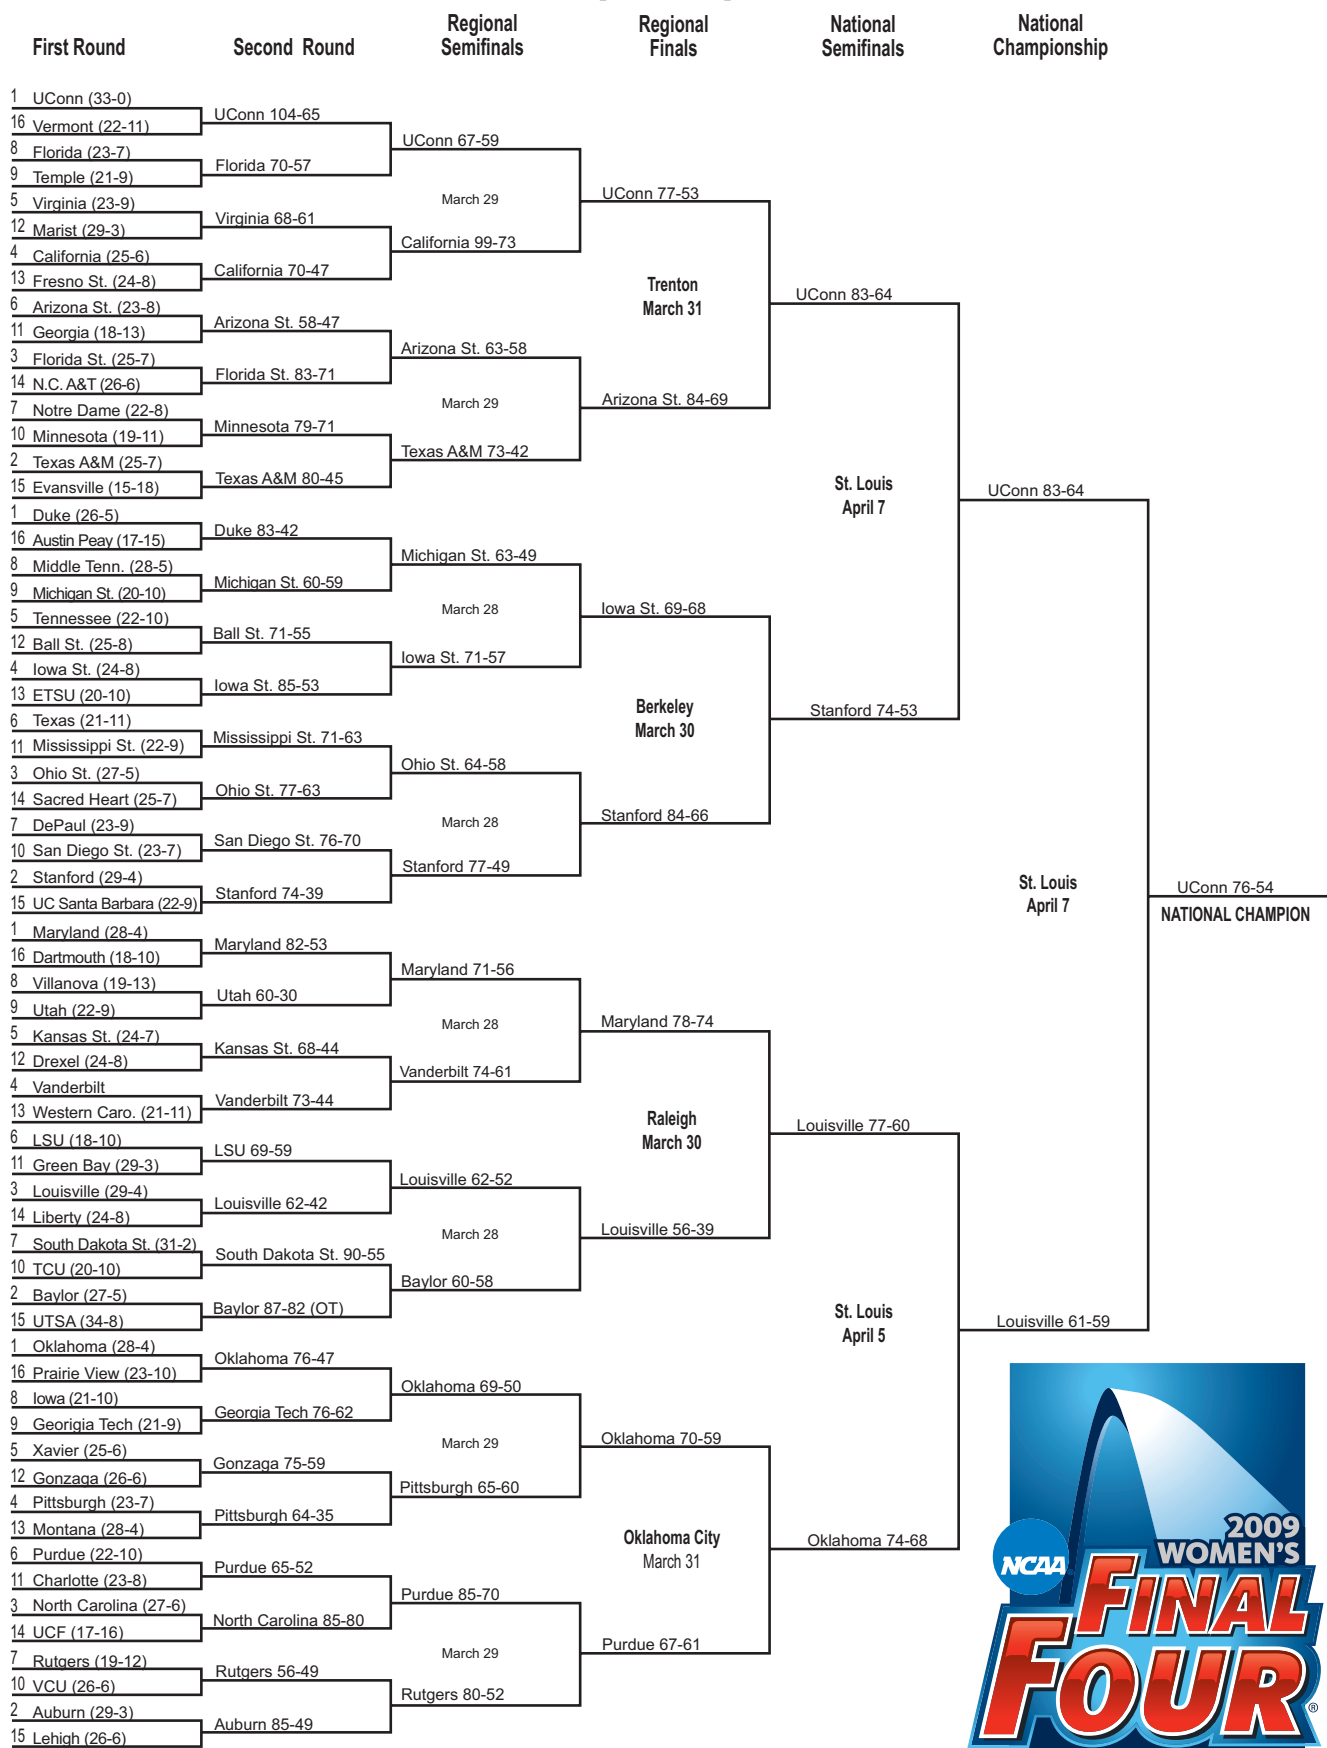 First Round
Second Round
Regional
Semifinals
Regional
Finals
National
Semifinals
National
Championship
1 UConn (33-0)
16 Vermont (22-11)
8 Florida (23-7)
9 Temple (21-9)
5 Virginia (23-9)
12 Marist (29-3)
4 California (25-6)
13 Fresno St. (24-8)
6 Arizona St. (23-8)
11 Georgia (18-13)
3 Florida St. (25-7)
14 N.C. A&T (26-6)
7 Notre Dame (22-8)
10 Minnesota (19-11)
2 Texas A&M (25-7)
15 Evansville (15-18)
1 Duke (26-5)
16 Austin Peay (17-15)
8 Middle Tenn. (28-5)
9 Michigan St. (20-10)
5 Tennessee (22-10)
12 Ball St. (25-8)
4 Iowa St. (24-8)
13 ETSU (20-10)
6 Texas (21-11)
11 Mississippi St. (22-9)
3 Ohio St. (27-5)
14 Sacred Heart (25-7)
7 DePaul (23-9)
10 San Diego St. (23-7)
2 Stanford (29-4)
15 UC Santa Barbara (22-9)
1 Maryland (28-4)
16 Dartmouth (18-10)
8 Villanova (19-13)
9 Utah (22-9)
5 Kansas St. (24-7)
12 Drexel (24-8)
4 Vanderbilt
13 Western Caro. (21-11)
6 LSU (18-10)
11 Green Bay (29-3)
3 Louisville (29-4)
14 Liberty (24-8)
7 South Dakota St. (31-2)
10 TCU (20-10)
2 Baylor (27-5)
15 UTSA (34-8)
1 Oklahoma (28-4)
16 Prairie View (23-10)
8 Iowa (21-10)
9 Georigia Tech (21-9)
5 Xavier (25-6)
12 Gonzaga (26-6)
4 Pittsburgh (23-7)
13 Montana (28-4)
6 Purdue (22-10)
11 Charlotte (23-8)
3 North Carolina (27-6)
14 UCF (17-16)
7 Rutgers (19-12)
10 VCU (26-6)
2 Auburn (29-3)
15 Lehigh (26-6)
UConn 104-65
Florida 70-57
Virginia 68-61
California 70-47
Arizona St. 58-47
Florida St. 83-71
Minnesota 79-71
Texas A&M 80-45
Duke 83-42
Michigan St. 60-59
Ball St. 71-55
Iowa St. 85-53
Mississippi St. 71-63
Ohio St. 77-63
San Diego St. 76-70
Stanford 74-39
Maryland 82-53
Utah 60-30
Kansas St. 68-44
Vanderbilt 73-44
LSU 69-59
Louisville 62-42
South Dakota St. 90-55
Baylor 87-82 (OT)
Oklahoma 76-47
Georgia Tech 76-62
Gonzaga 75-59
Pittsburgh 64-35
Purdue 65-52
North Carolina 85-80
Rutgers 56-49
Auburn 85-49
UConn 67-59
March 29
California 99-73
Arizona St. 63-58
March 29
Texas A&M 73-42
Michigan St. 63-49
March 28
Iowa St. 71-57
Ohio St. 64-58
March 28
Stanford 77-49
Maryland 71-56
March 28
Vanderbilt 74-61
Louisville 62-52
March 28
Baylor 60-58
Oklahoma 69-50
March 29
Pittsburgh 65-60
Purdue 85-70
March 29
Rutgers 80-52
UConn 77-53
Trenton
March 31
Arizona St. 84-69
Iowa St. 69-68
Berkeley
March 30
Stanford 84-66
Maryland 78-74
Raleigh
March 30
Louisville 56-39
Oklahoma 70-59
Oklahoma City
March 31
Purdue 67-61
UConn 83-64
St. Louis
April 7
Stanford 74-53
Louisville 77-60
St. Louis
April 5
Oklahoma 74-68
UConn 83-64
St. Louis
April 7
Louisville 61-59
UConn 76-54
NATIONAL CHAMPION
2009
WOMEN'S
NCAA
FINAL
FOUR
®